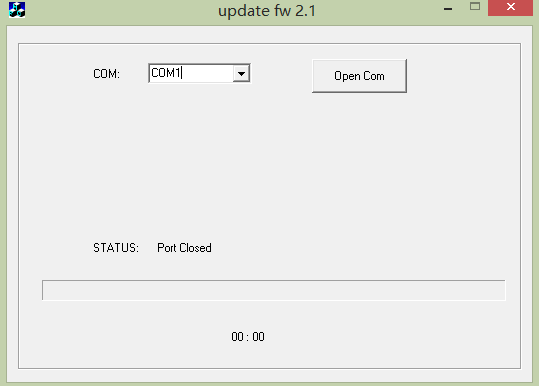 update fw 2.1
COM: COM1 Open Com
STATUS: Port Closed
00 : 00